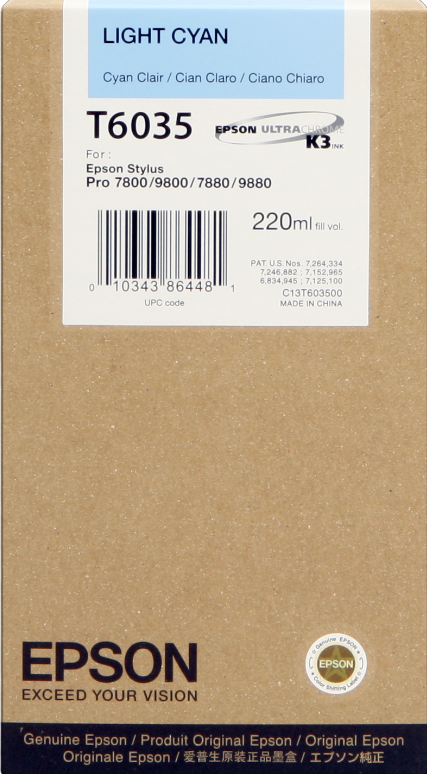 LIGHT CYAN
Cyan Clair / Cian Claro / Ciano Chiaro
T6035 EPSON ULTRACHROME
K3 INK
For :
Epson Stylus
Pro 7800/9800/7880/9880
220ml fill vol.
PAT U.S. Nos: 7,264,334
7,246,882 ; 7,152,965
6,834,945 ; 7,125,100
C13T603500
MADE IN CHINA
0 10343 86448 1
UPC code
EPSON
EXCEED YOUR VISION
Genuine EPSON
EPSON
Color Shifting Label
Genuine Epson / Produit Original Epson / Original Epson
Originale Epson / 愛普生原装正品墨盒 / エプソン純正